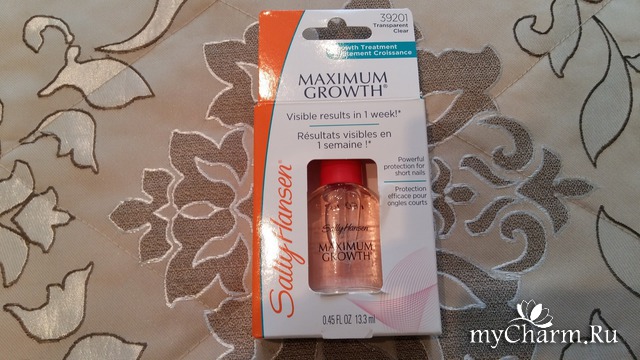 39201
Transparent
Clear
Growth Treatment
Traitement Croissance
MAXIMUM
GROWTH®
Visible results in 1 week!*
Résultats visibles en
1 semaine !*
Powerful
protection for
short nails
Protection
efficace pour
ongles courts
Sally Hansen®
Sally Hansen
MAXIMUM
GROWTH
0.45 FL OZ 13.3 ml
myCharm.Ru